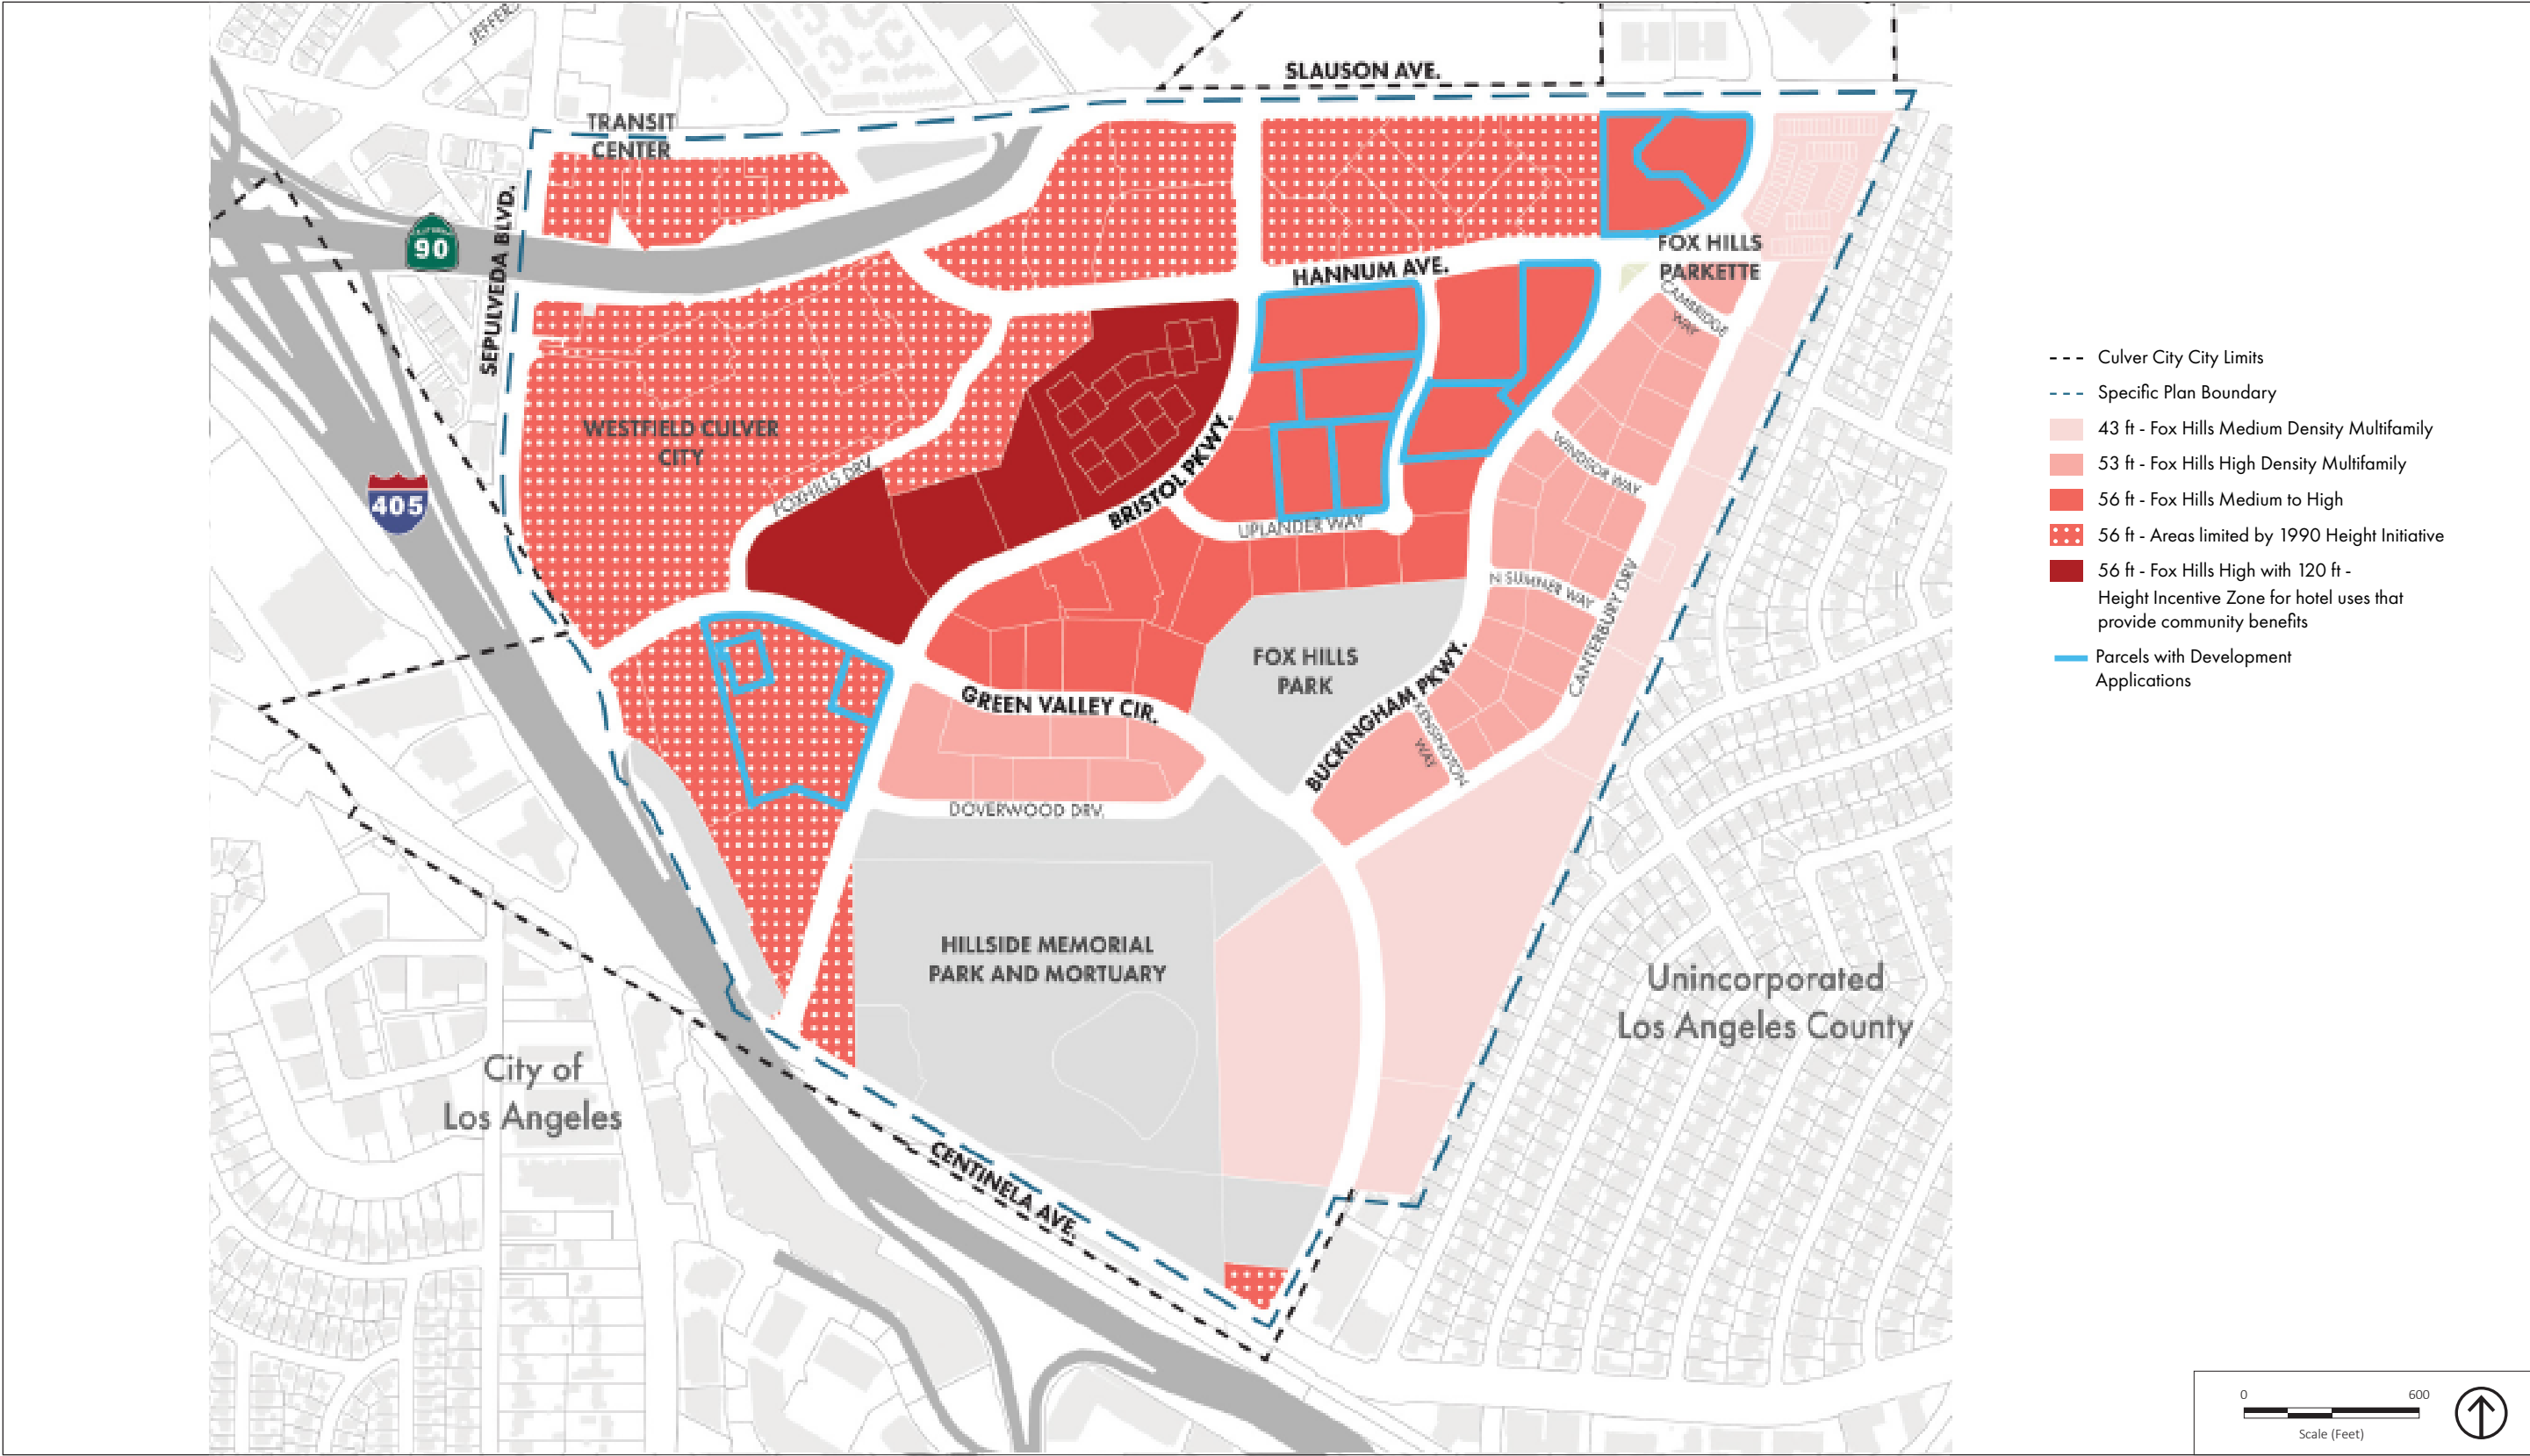 JEFFER
SLAUSON AVE.
TRANSIT
CENTER
SEPULVEDA BLVD.
CALIFORNIA
90
FOX HILLS
PARKETTE
HANNUM AVE.
CAMBRIDGE
WAY
WESTFIELD CULVER
CITY
FOXHILLS DRV.
BRISTOL PKWY.
WINDSOR WAY
405
UPLANDER WAY
N SUMMER WAY
CANTERBURY DRV
FOX HILLS
PARK
GREEN VALLEY CIR.
BUCKINGHAM PKWY.
KENSINGTON
WAY
DOVERWOOD DRV.
HILLSIDE MEMORIAL
PARK AND MORTUARY
Unincorporated
Los Angeles County
City of
Los Angeles
CENTINELA AVE.
Culver City City Limits
Specific Plan Boundary
43 ft - Fox Hills Medium Density Multifamily
53 ft - Fox Hills High Density Multifamily
56 ft - Fox Hills Medium to High
56 ft - Areas limited by 1990 Height Initiative
56 ft - Fox Hills High with 120 ft -
Height Incentive Zone for hotel uses that
provide community benefits
Parcels with Development
Applications
0 600
Scale (Feet)